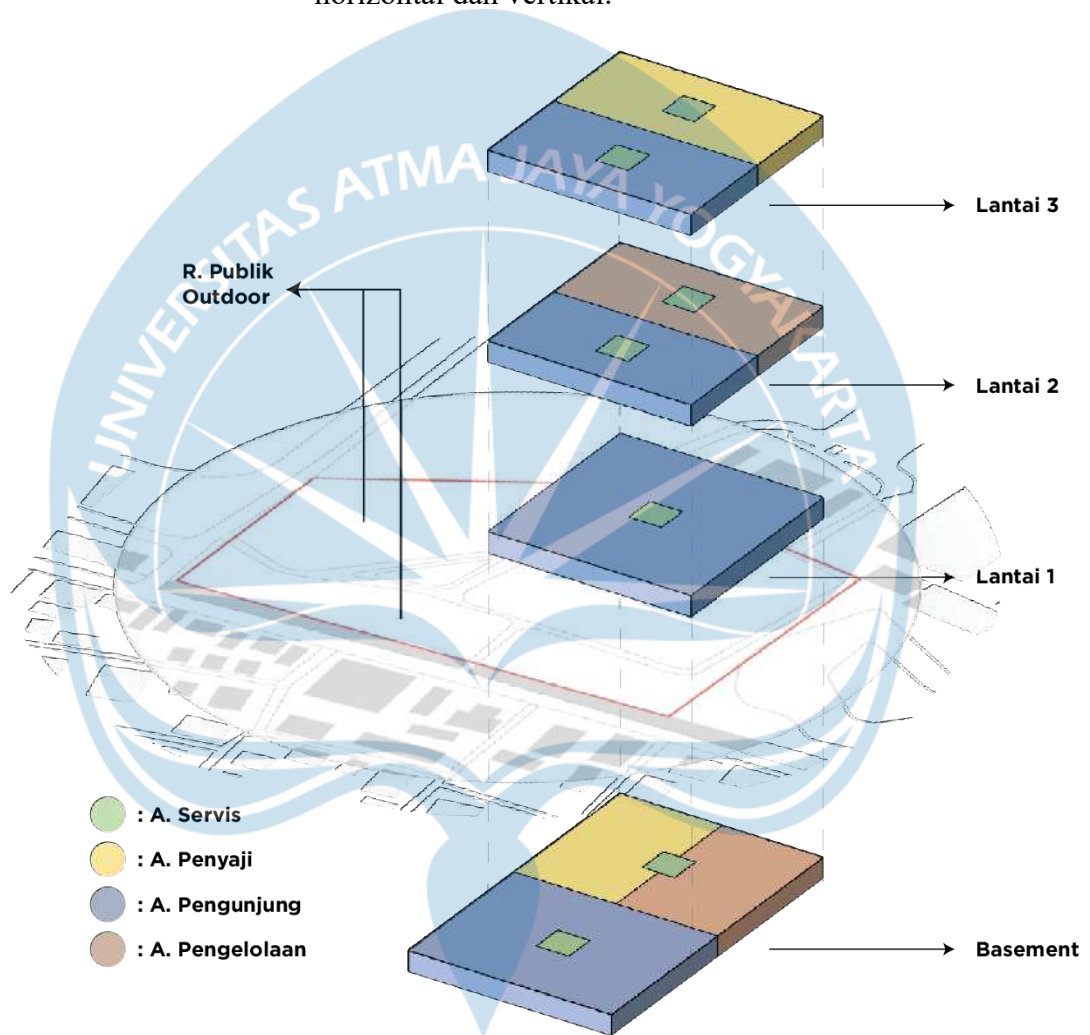 horizontal dan vertikal.
UNIVERSITAS ATMA JAYA YOGYAKARTA
Lantai 3
R. Publik
Outdoor
Lantai 2
Lantai 1
: A. Servis
: A. Penyaji
: A. Pengunjung
: A. Pengelolaan
Basement